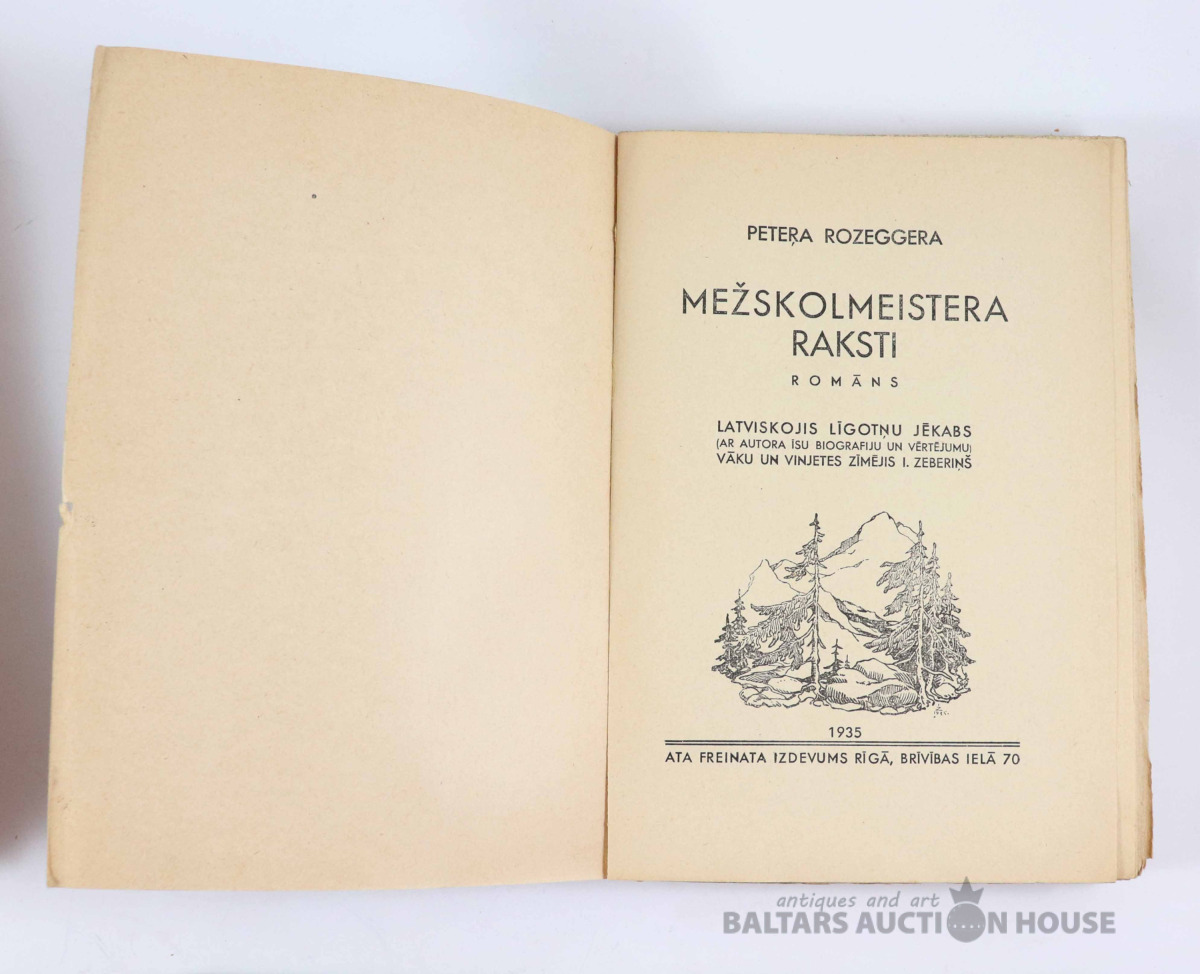 PETEŖA ROZEGGERA
MEŽSKOLMEISTERA
RAKSTI
ROMĀNS
LATVISKOJIS LĪGOTŅU JĒKABS
(AR AUTORA ĪSU BIOGRAFIJU UN VĒRTĒJUMU)
VĀKU UN VINJETES ZĪMĒJIS I. ZEBERIŅŠ
1935
ATA FREINATA IZDEVUMS RĪGĀ, BRĪVĪBAS IELĀ 70
antiques and art
BALTARS AUCTION HOUSE